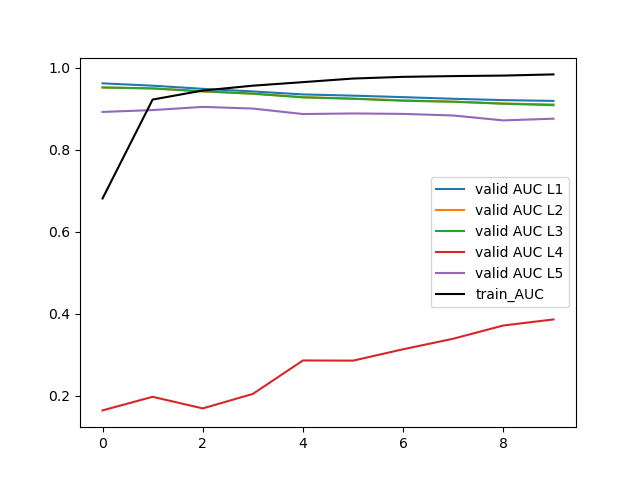 1.0
0.8
0.6
0.4
0.2
0
2
4
6
8
valid AUC L1
valid AUC L2
valid AUC L3
valid AUC L4
valid AUC L5
train_AUC